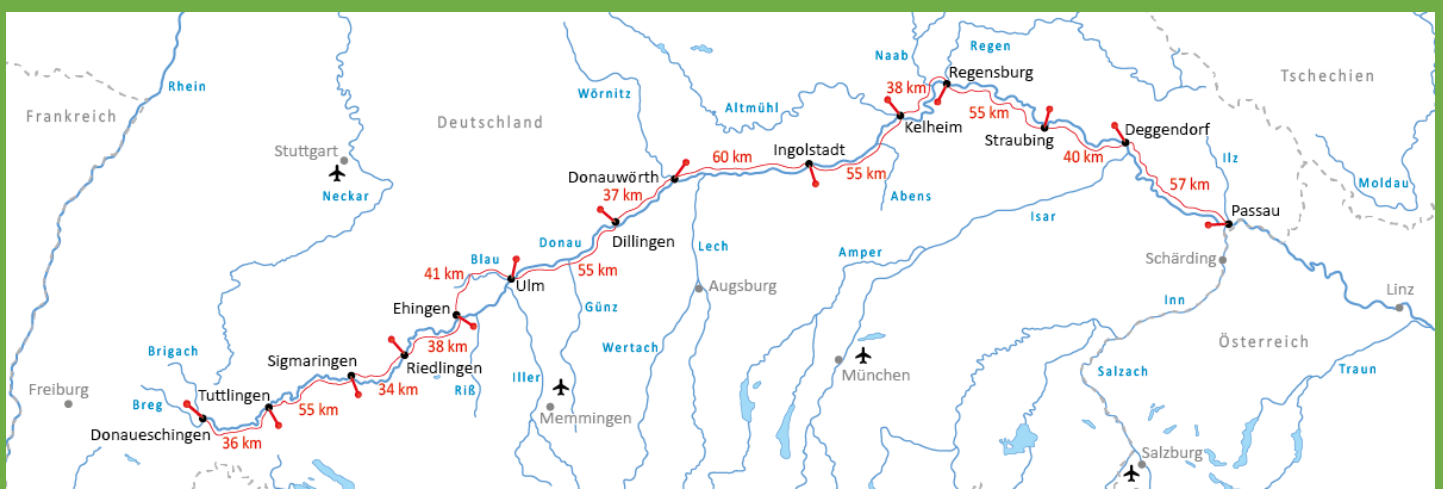 Rhein
Frankreich
Deutschland
Tschechien
Stuttgart
Neckar
Wörnitz
Altmühl
Naab
Regen
Regensburg
38 km
Kelheim
55 km
Straubing
40 km
Deggendorf
Ilz
57 km
Moldau
Passau
Donauwörth
60 km
Ingolstadt
55 km
Abens
Isar
37 km
Dillingen
Donau
55 km
Lech
Amper
Schärding
Blau
41 km
Ulm
Augsburg
Linz
Ehingen
Günz
Inn
Brigach
Sigmaringen
38 km
Riedlingen
Wertach
Österreich
Freiburg
Tuttlingen
34 km
Riß
Iller
München
Salzach
Traun
Breg
55 km
Memmingen
Donaueschingen
36 km
Salzburg